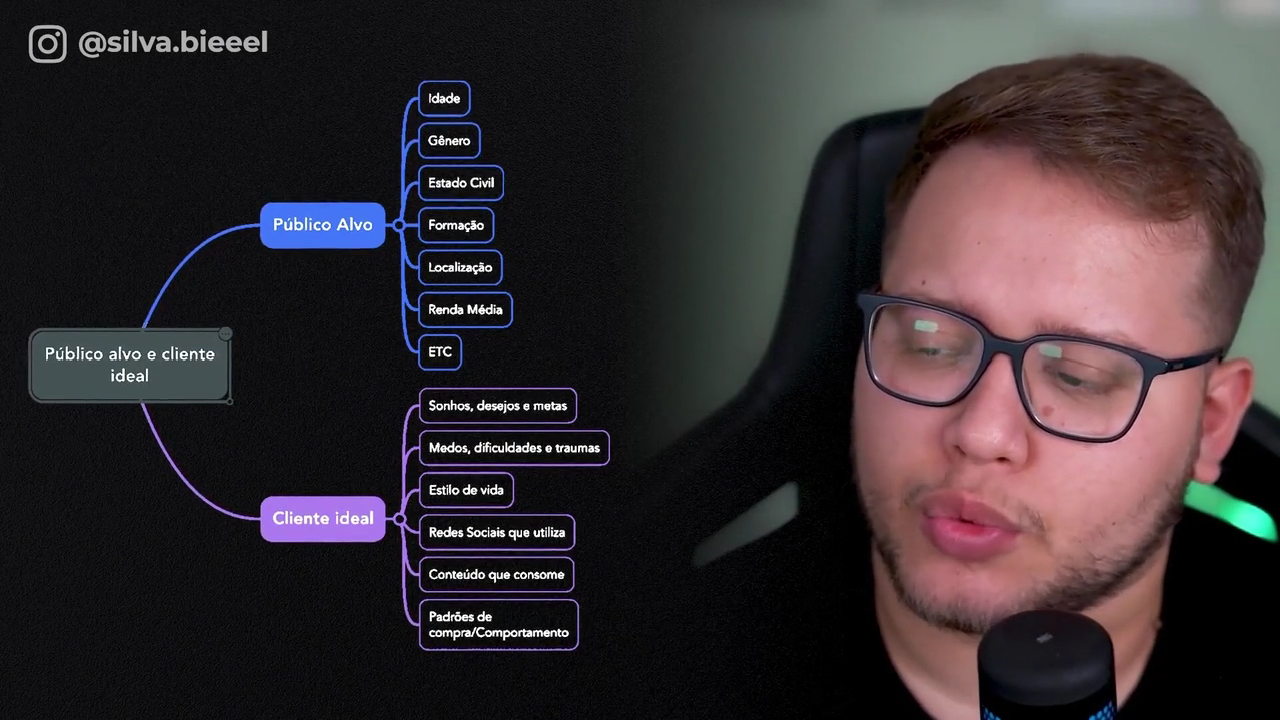 @silva.bieeel
Idade
Gênero
Estado Civil
Público Alvo
Formação
Localização
Renda Média
ETC
Público alvo e cliente
ideal
Sonhos, desejos e metas
Medos, dificuldades e traumas
Estilo de vida
Cliente ideal
Redes Sociais que utiliza
Conteúdo que consome
Padrões de
compra/Comportamento